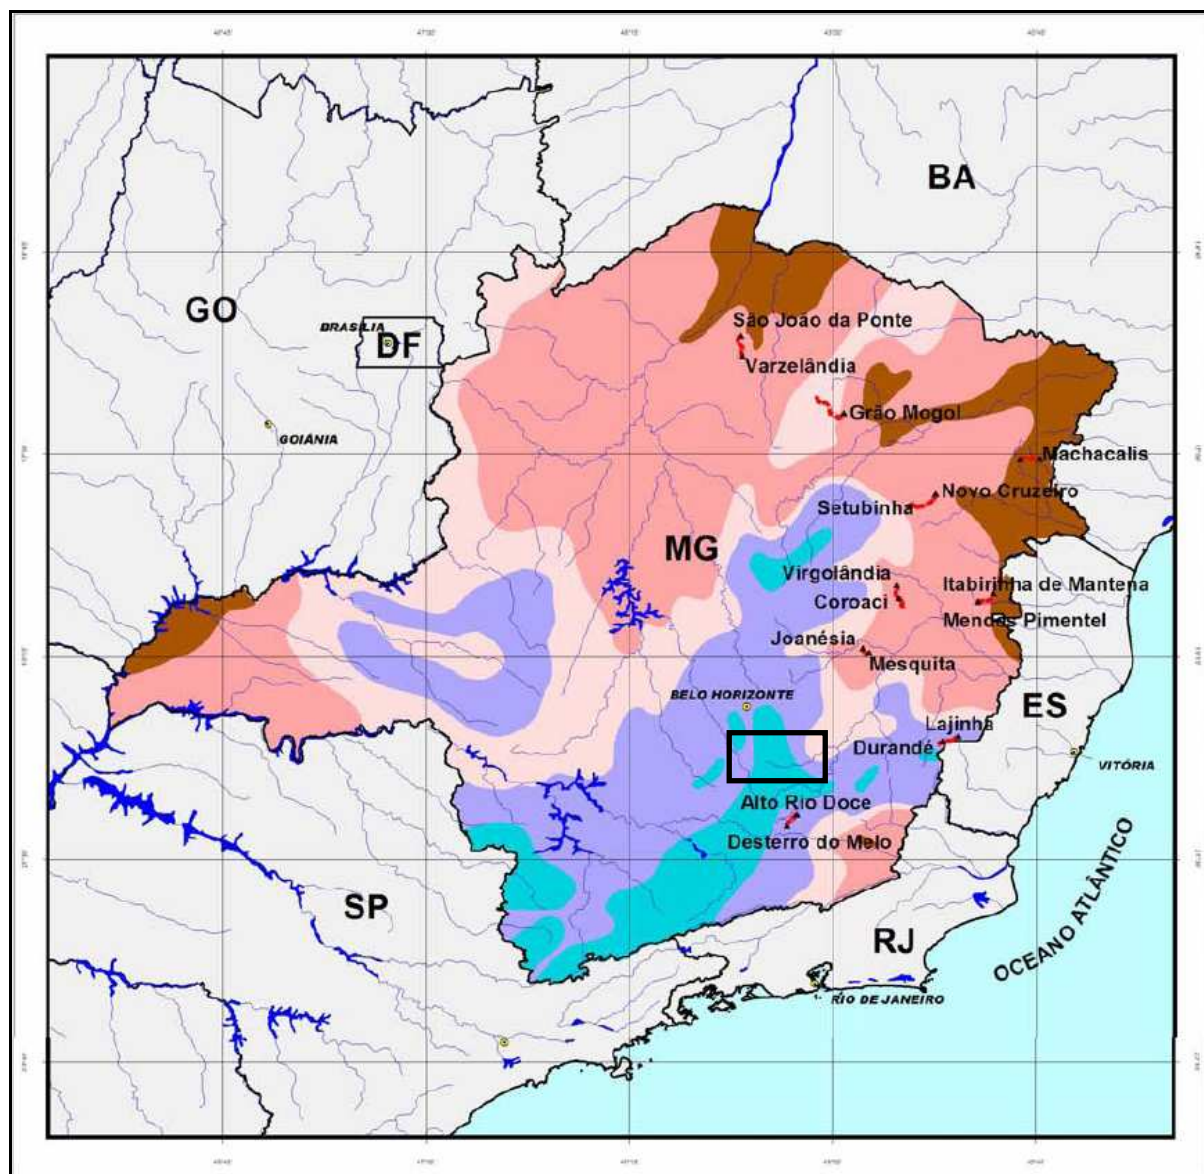 BA
GO
BRASÍLIA
DF
São João da Ponte
Varzelândia
Grão Mogol
GOIÂNIA
Machacalis
Novo Cruzeiro
Setubinha
MG
Virgolândia
Itabirinha de Mantena
Coroaci
Mendes Pimentel
Joanésia
Mesquita
BELO HORIZONTE
ES
Lajinha
Durandé
VITÓRIA
Alto Rio Doce
Desterro do Melo
SP
RJ
OCEANO ATLÂNTICO
RIO DE JANEIRO